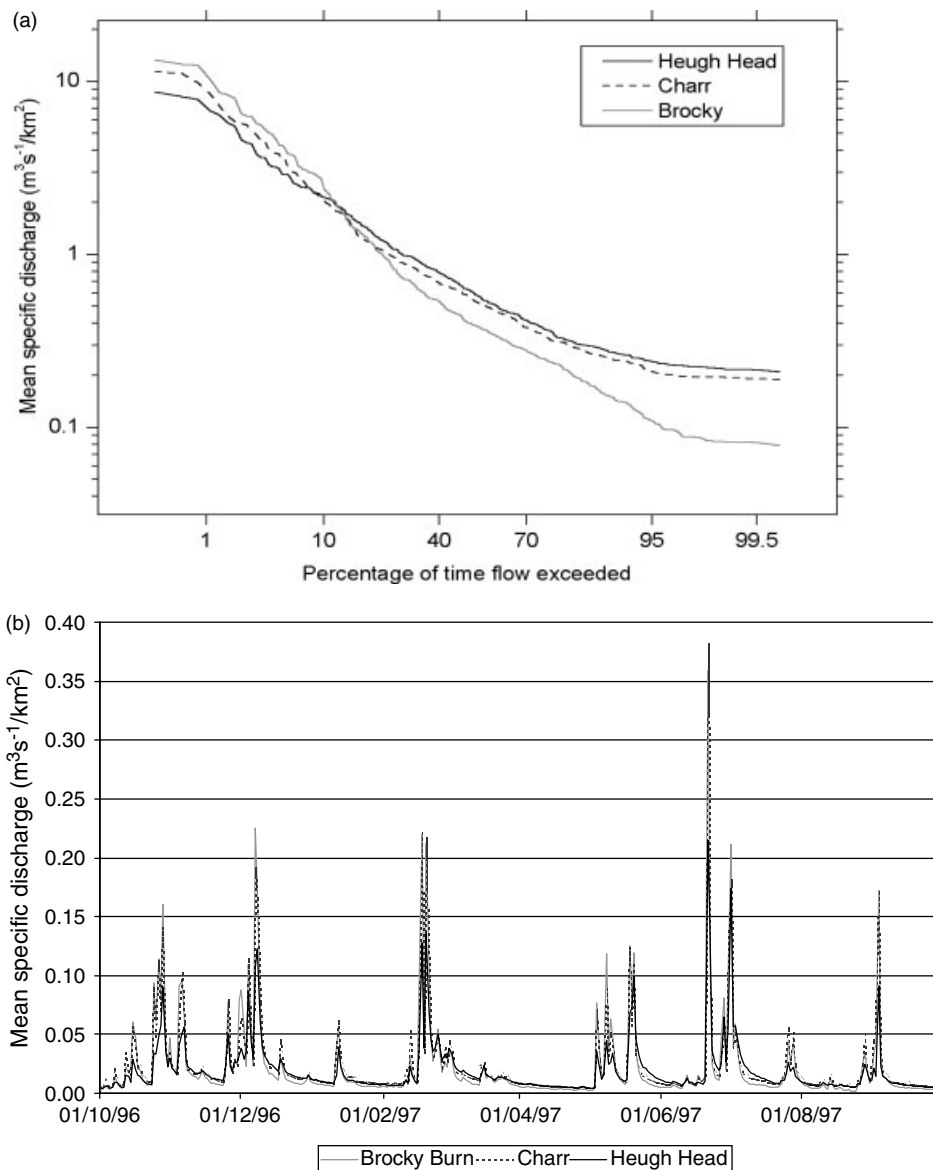 (a)
Mean specific discharge (m³s⁻¹/km²)
10
1
0.1
Heugh Head
Charr
Brocky
1 10 40 70 95 99.5
Percentage of time flow exceeded
(b)
Mean specific discharge (m³s⁻¹/km²)
0.40
0.35
0.30
0.25
0.20
0.15
0.10
0.05
0.00
01/10/96 01/12/96 01/02/97 01/04/97 01/06/97 01/08/97
Brocky Burn Charr Heugh Head